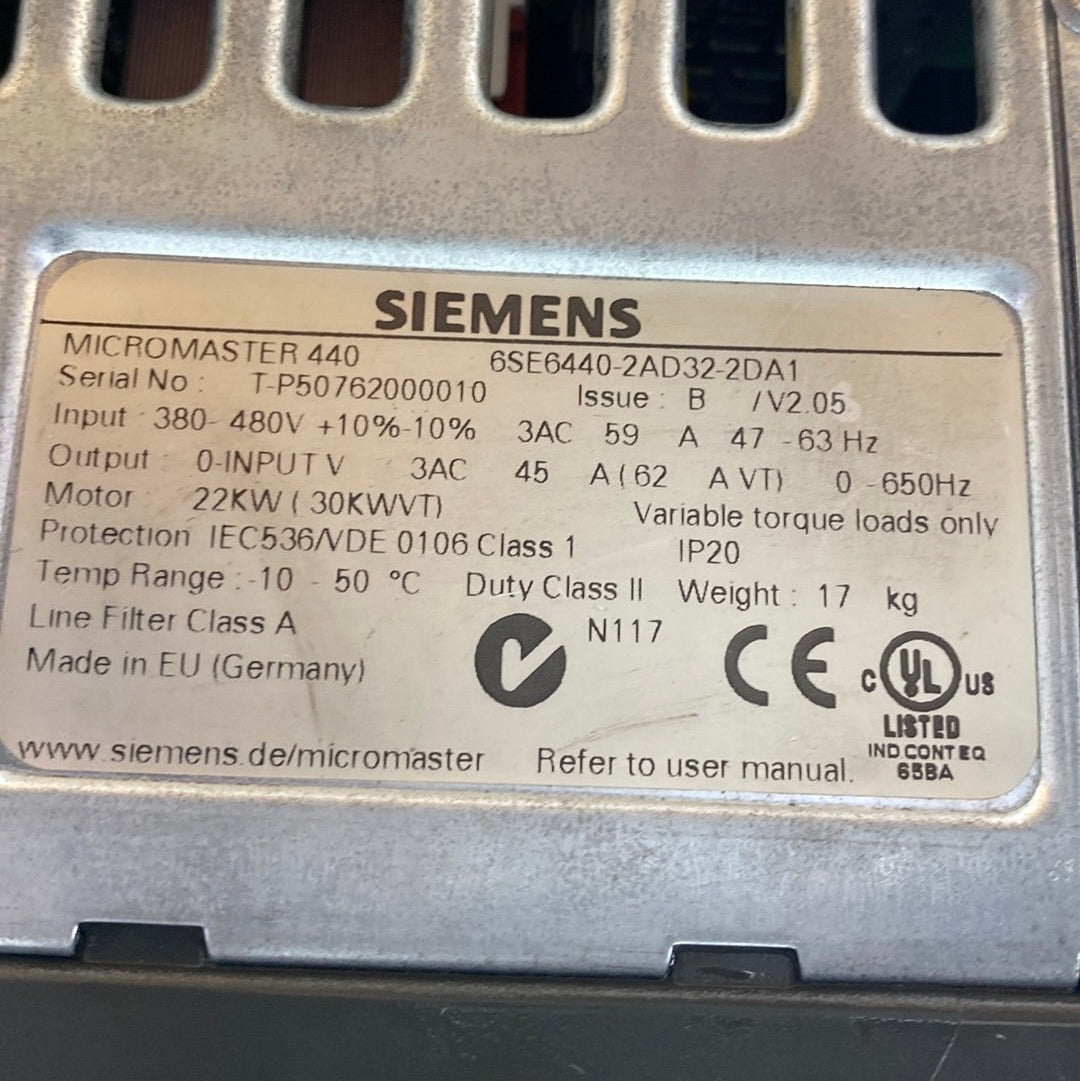 SIEMENS
MICROMASTER 440 6SE6440-2AD32-2DA1
Serial No : T-P50762000010 Issue : B /V2.05
Input 380- 480V +10%-10% 3AC 59 A 47 -63 Hz
Output 0-INPUT V 3AC 45 A ( 62 A VT) 0 -650Hz
Motor 22KW ( 30KWVT) Variable torque loads only
Protection IEC536/VDE 0106 Class 1 IP20
Temp Range : -10 - 50 °C Duty Class II Weight : 17 kg
Line Filter Class A N117
Made in EU (Germany) CE C UL US
LISTED
IND CONT EQ
65BA
www.siemens.de/micromaster Refer to user manual.